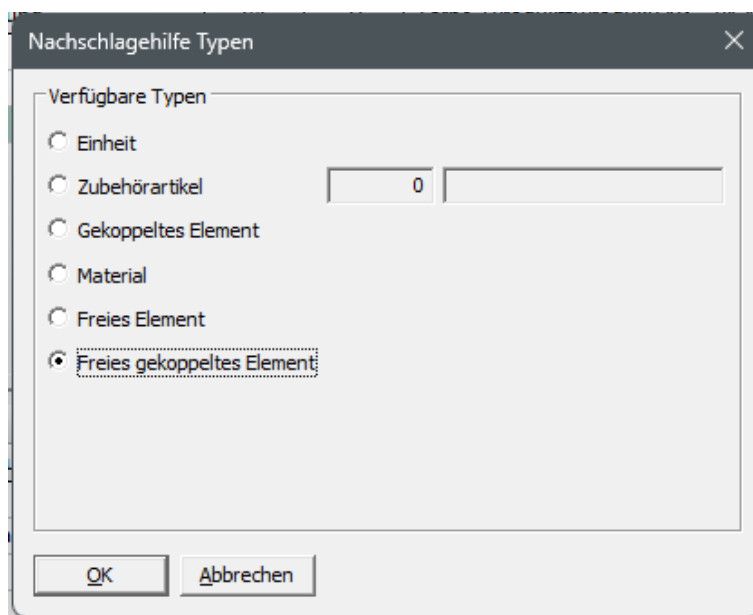 Nachschlagehilfe Typen
Verfügbare Typen
Einheit
Zubehörartikel 0
Gekoppeltes Element
Material
Freies Element
Freies gekoppeltes Element
OK Abbrechen